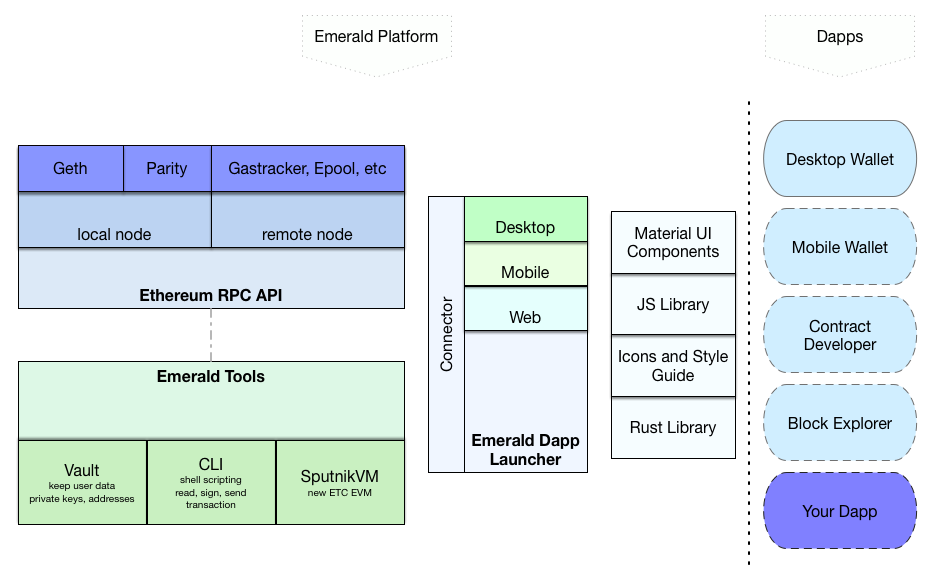 Emerald Platform
Dapps
Geth
Parity
Gastracker, Epool, etc
local node
remote node
Ethereum RPC API
Emerald Tools
Vault
keep user data
private keys, addresses
CLI
shell scripting
read, sign, send
transaction
SputnikVM
new ETC EVM
Connector
Desktop
Mobile
Web
Emerald Dapp
Launcher
Material UI
Components
JS Library
Icons and Style
Guide
Rust Library
Desktop Wallet
Mobile Wallet
Contract
Developer
Block Explorer
Your Dapp